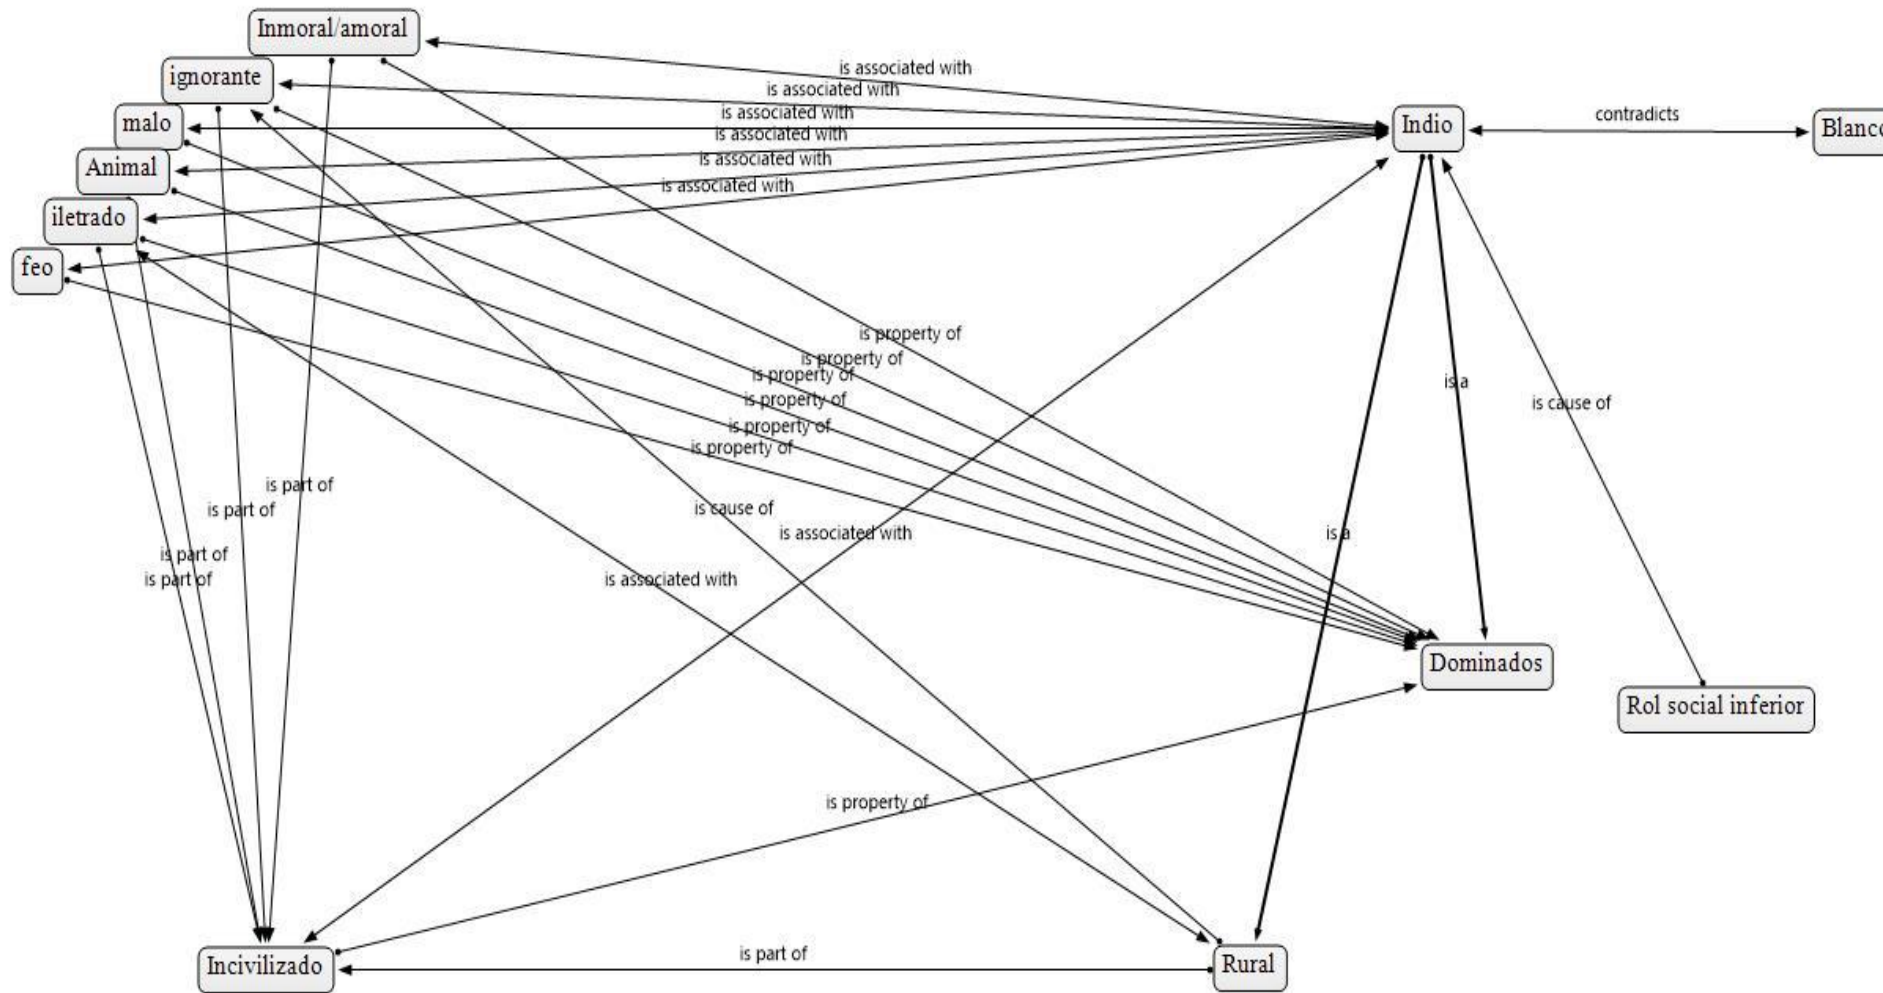 Inmoral/amoral
is associated with
ignorante
is associated with
is associated with
Indio
contradicts
Blanco
malo
is associated with
Animal
is associated with
is associated with
iletrado
feo
is property of
is property of
is property of
is a
is property of
is cause of
is property of
is property of
is part of
is part of
is cause of
is associated with
is a
is part of
is part of
is associated with
Dominados
Rol social inferior
is property of
is part of
Incivilizado
Rural